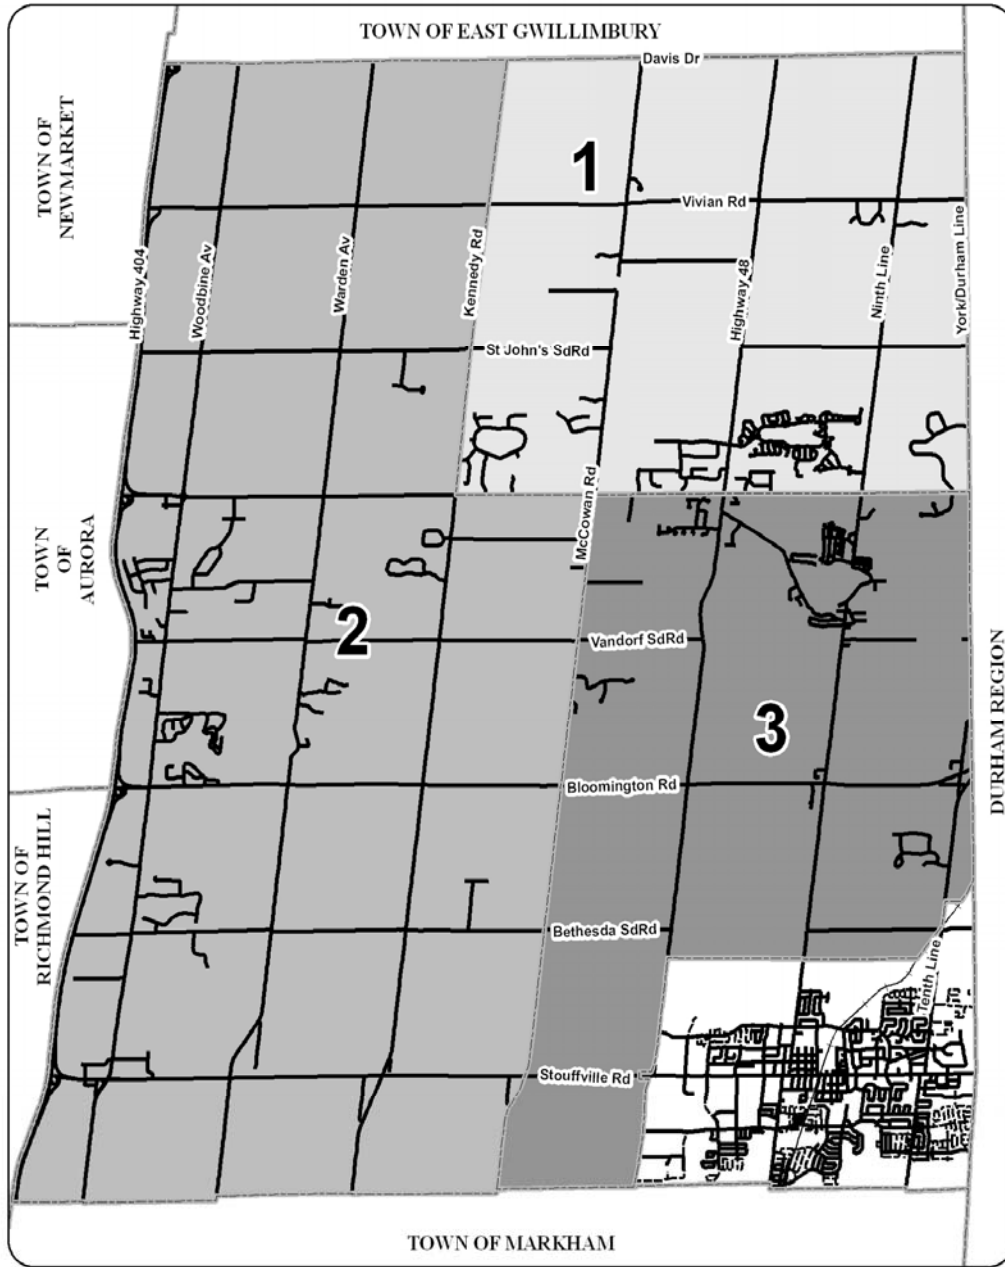 TOWN OF EAST GWILLIMBURY
Davis Dr
TOWN OF
NEWMARKET
1
Vivian Rd
Highway 404
Woodbine Av
Warden Av
Kennedy Rd
Highway 48
Ninth Line
York/Durham Line
St John's SdRd
McCowan Rd
TOWN
OF
AURORA
2
Vandorf SdRd
3
DURHAM REGION
Bloomington Rd
TOWN OF
RICHMOND HILL
Bethesda SdRd
Tenth Line
Stouffville Rd
TOWN OF MARKHAM